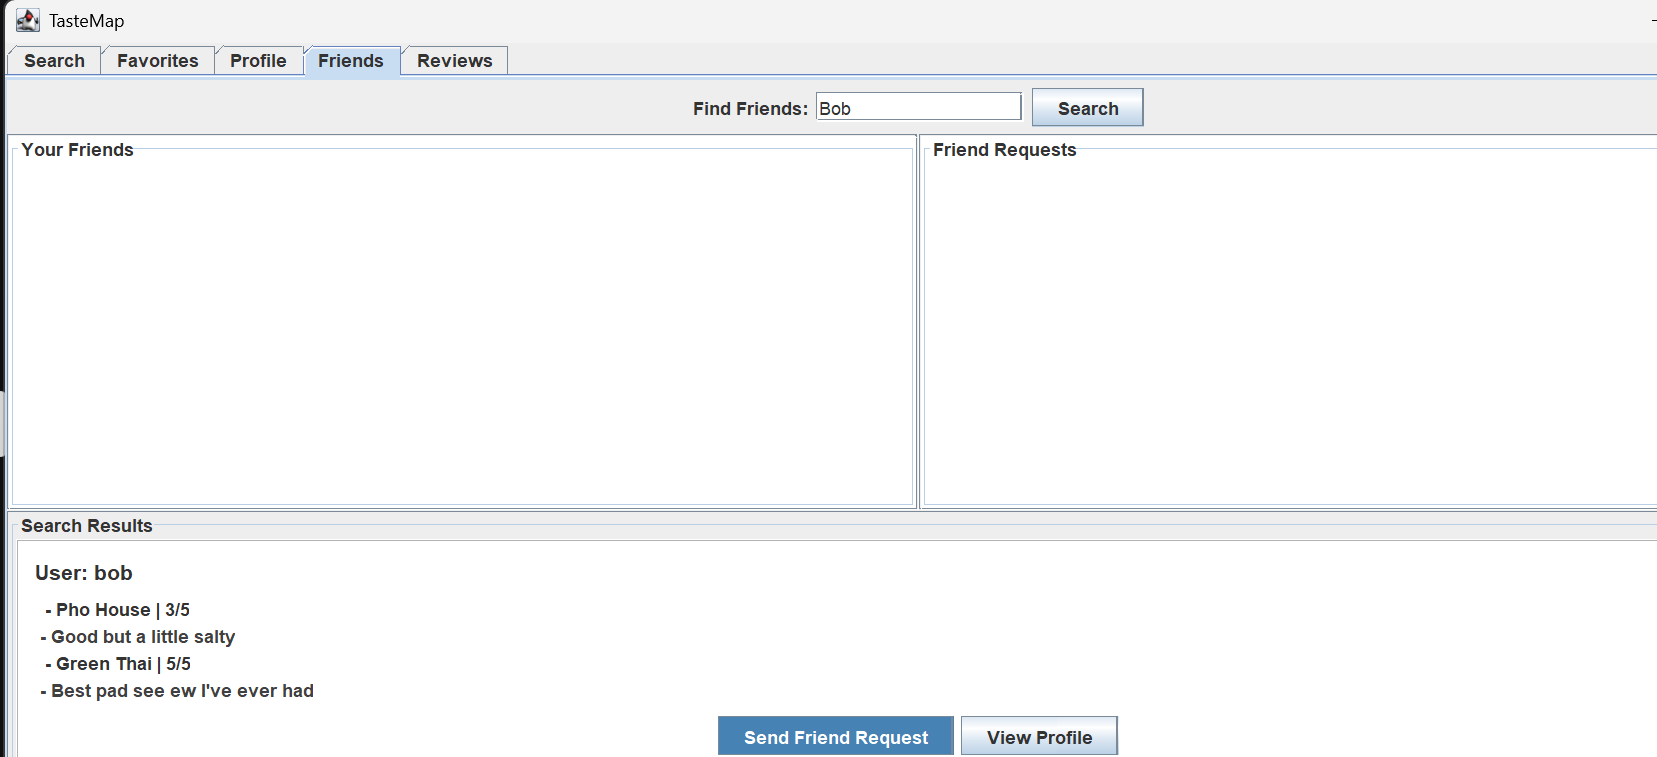 TasteMap
Search Favorites Profile Friends Reviews
Find Friends: Bob Search
Your Friends
Friend Requests
Search Results
User: bob
- Pho House | 3/5
- Good but a little salty
- Green Thai | 5/5
- Best pad see ew I've ever had
Send Friend Request View Profile